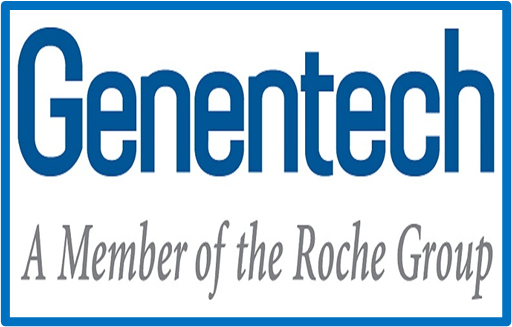 Genentech
A Member of the Roche Group